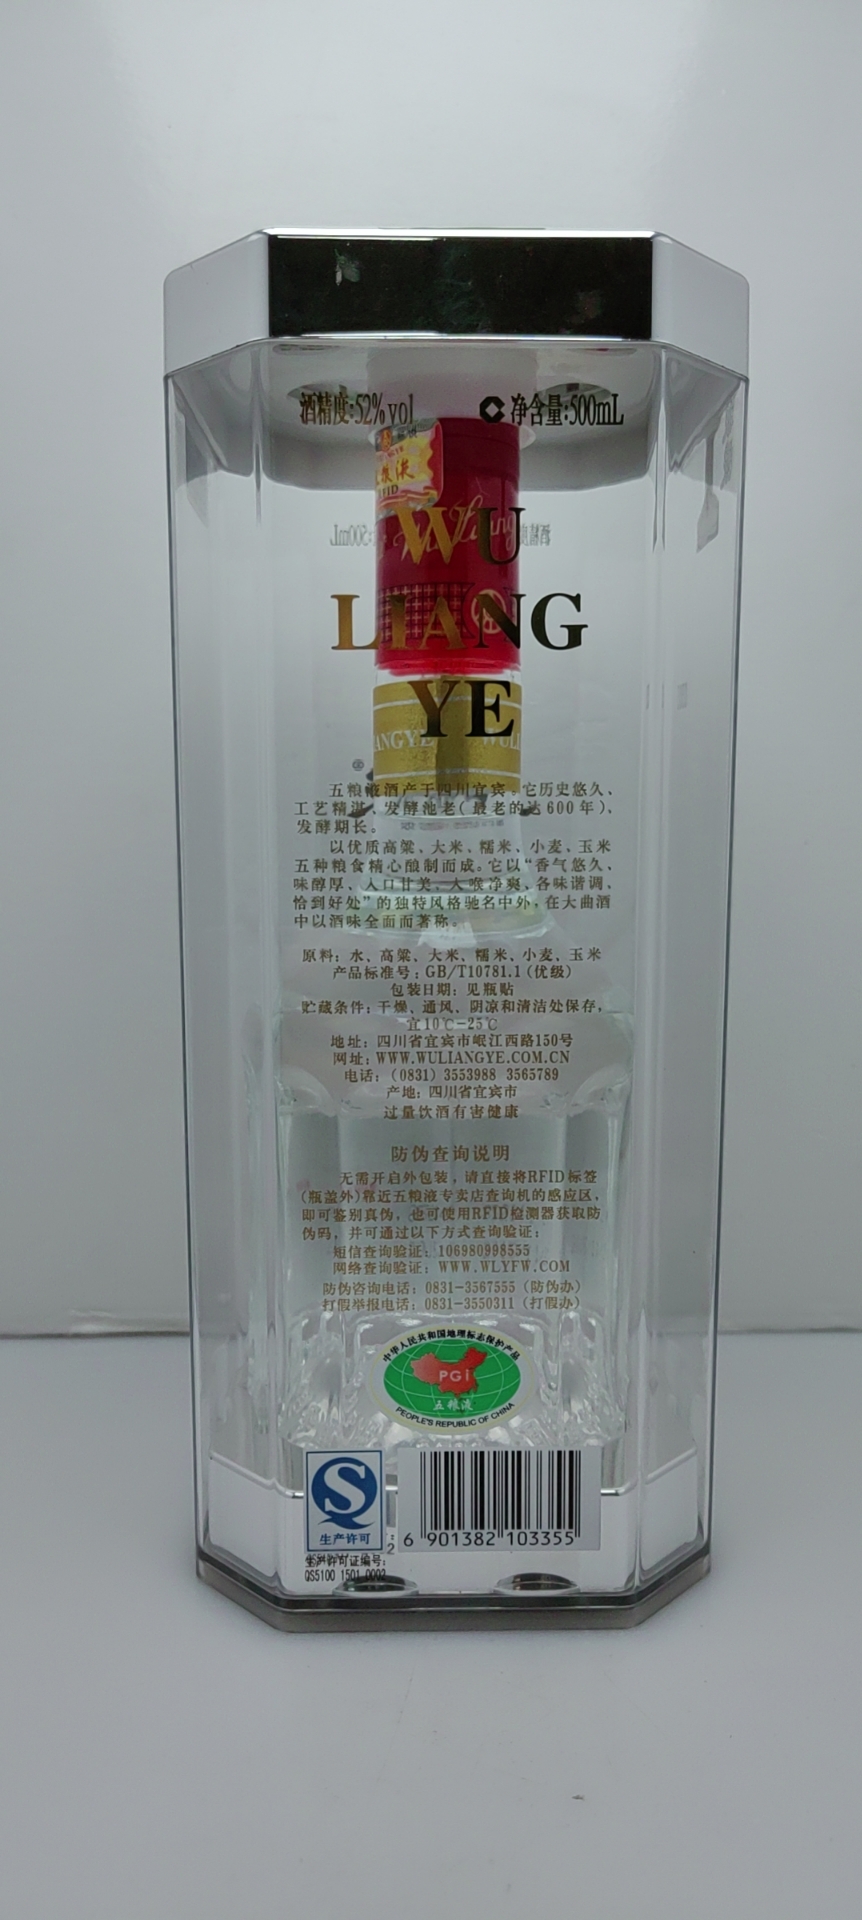 酒精度:52%vol 净含量:500mL
WU
LIANG
YE
ANGYE WULI
五粮液酒产于四川宜宾。它历史悠久、
工艺精湛、发酵池老(最老的达600年)、
发酵期长。
以优质高粱、大米、糯米、小麦、玉米
五种粮食精心酿制而成。它以“香气悠久、
味醇厚、入口甘美、入喉净爽、各味谐调、
恰到好处”的独特风格驰名中外，在大曲酒
中以酒味全面而著称。
原料：水、高粱、大米、糯米、小麦、玉米
产品标准号：GB/T10781.1(优级)
包装日期：见瓶贴
贮藏条件：干燥、通风、阴凉和清洁处保存，
宜10℃-25℃
地址：四川省宜宾市岷江西路150号
网址：WWW.WULIANGYE.COM.CN
电话：(0831) 3553988 3565789
产地：四川省宜宾市
过量饮酒有害健康
防伪查询说明
无需开启外包装，请直接将RFID标签
(瓶盖外)靠近五粮液专卖店查询机的感应区，
即可鉴别真伪，也可使用RFID检测器获取防
伪码，并可通过以下方式查询验证：
短信查询验证：106980998555
网络查询验证：WWW.WLYFW.COM
防伪咨询电话：0831-3567555（防伪办）
打假举报电话：0831-3550311（打假办）
中华人民共和国地理标志保护产品
PGI
五粮液
PEOPLE'S REPUBLIC OF CHINA
生产许可
6 901382 103355
生产许可证编号:
QS5100 1501 0002